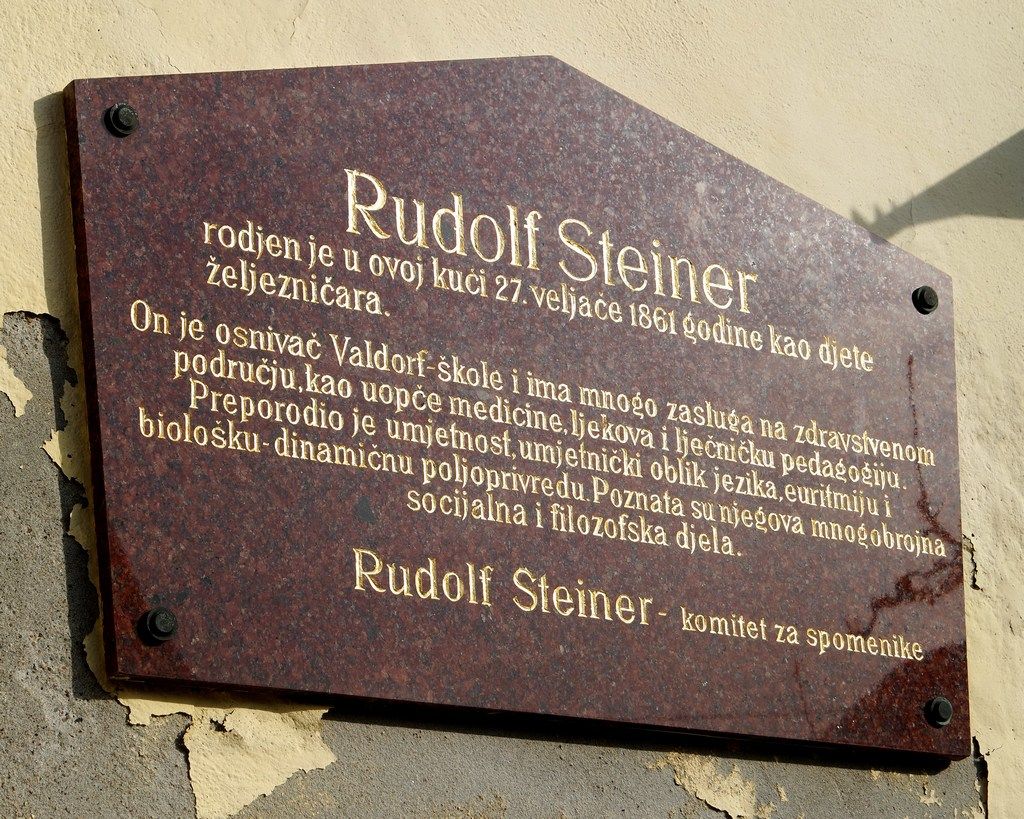 Rudolf Steiner
rodjen je u ovoj kući 27. veljače 1861 godine kao djete
željezničara.
On je osnivač Valdorf-škole i ima mnogo zasluga na zdravstvenom
području, kao uopče medicine, ljekova i lječničku pedagogiju.
Preporodio je umjetnost, umjetnički oblik jezika, euritmiju i
biološku-dinamičnu poljoprivredu. Poznata su njegova mnogobrojna
socijalna i filozofska djela.
Rudolf Steiner - komitet za spomenike